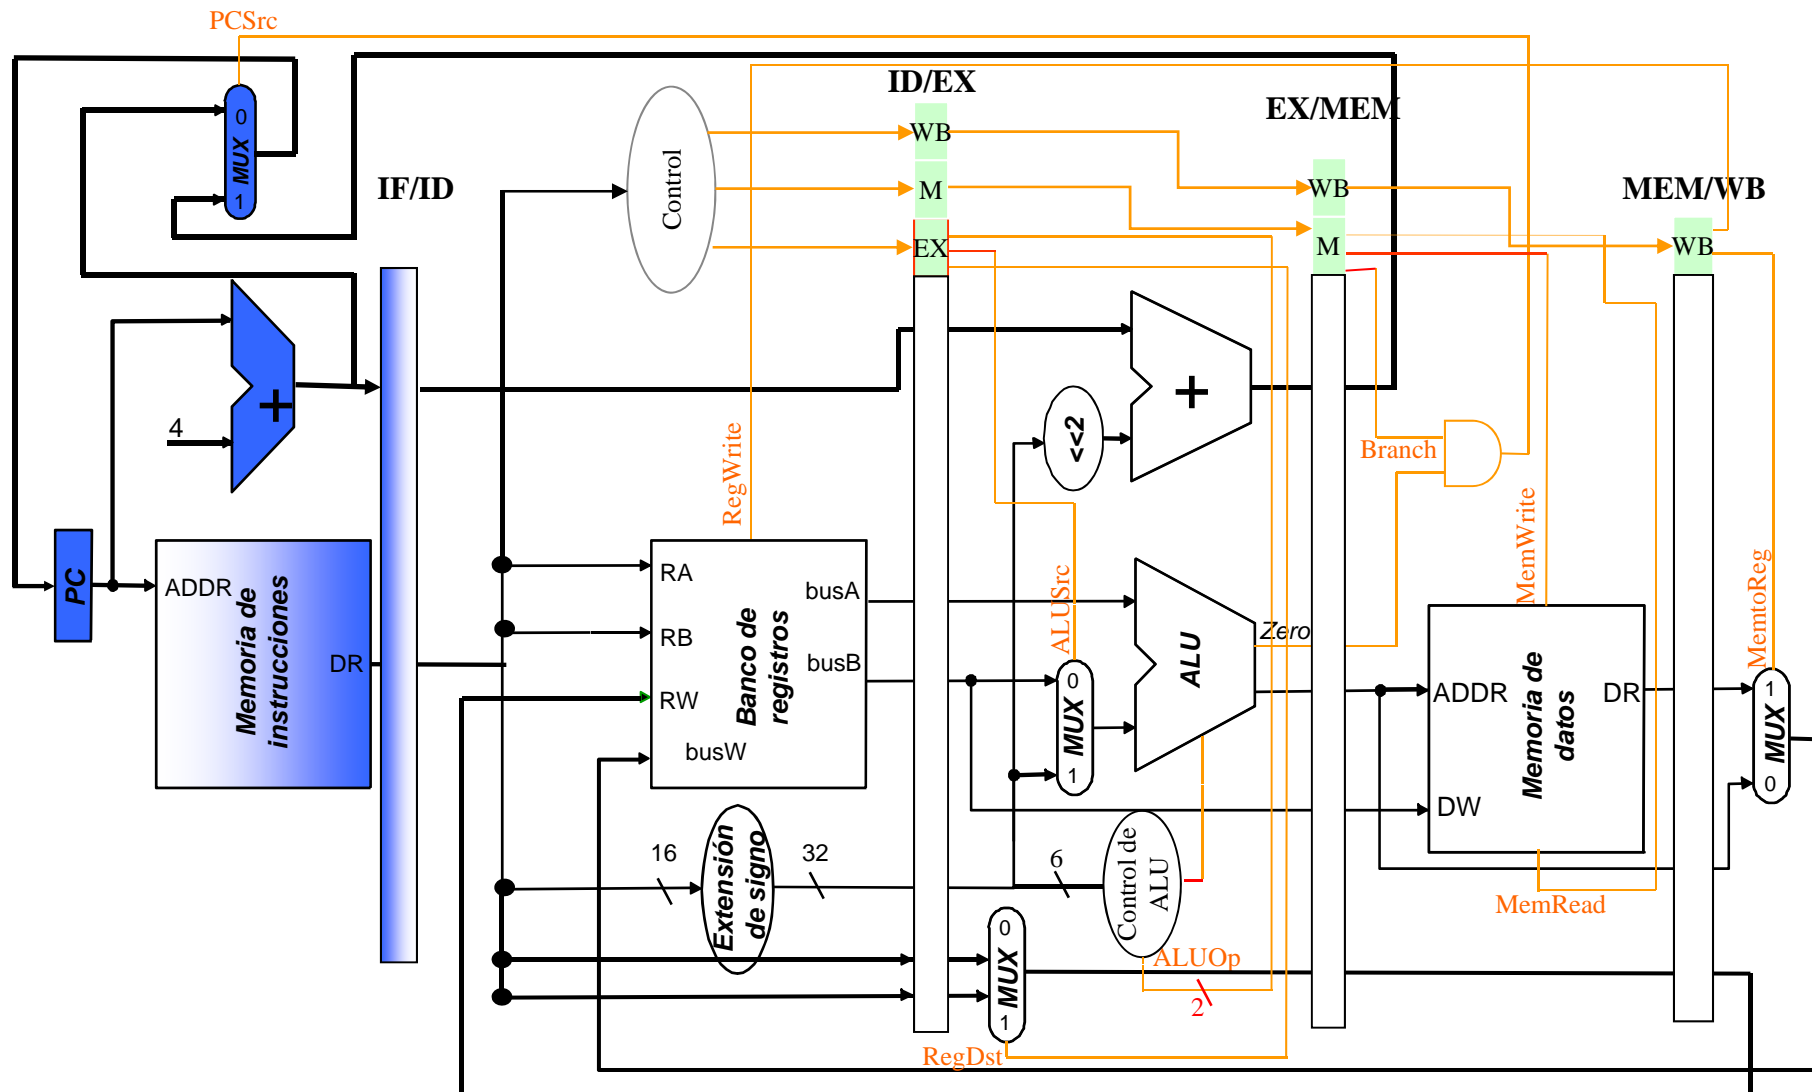 PCSrc
0
MUX
1
IF/ID
ID/EX
EX/MEM
MEM/WB
Control
WB
M
EX
WB
M
WB
4
+
PC
ADDR
Memoria de
instrucciones
DR
RegWrite
RA
RB
RW
busW
busA
busB
Banco de
registros
16
Extensión
de signo
32
<<2
+
ALUSrc
0
MUX
1
ALU
Zero
Branch
MemWrite
ADDR
DR
DW
Memoria de
datos
MemRead
MemtoReg
1
MUX
0
6
Control de
ALU
ALUOp
2
0
MUX
1
RegDst